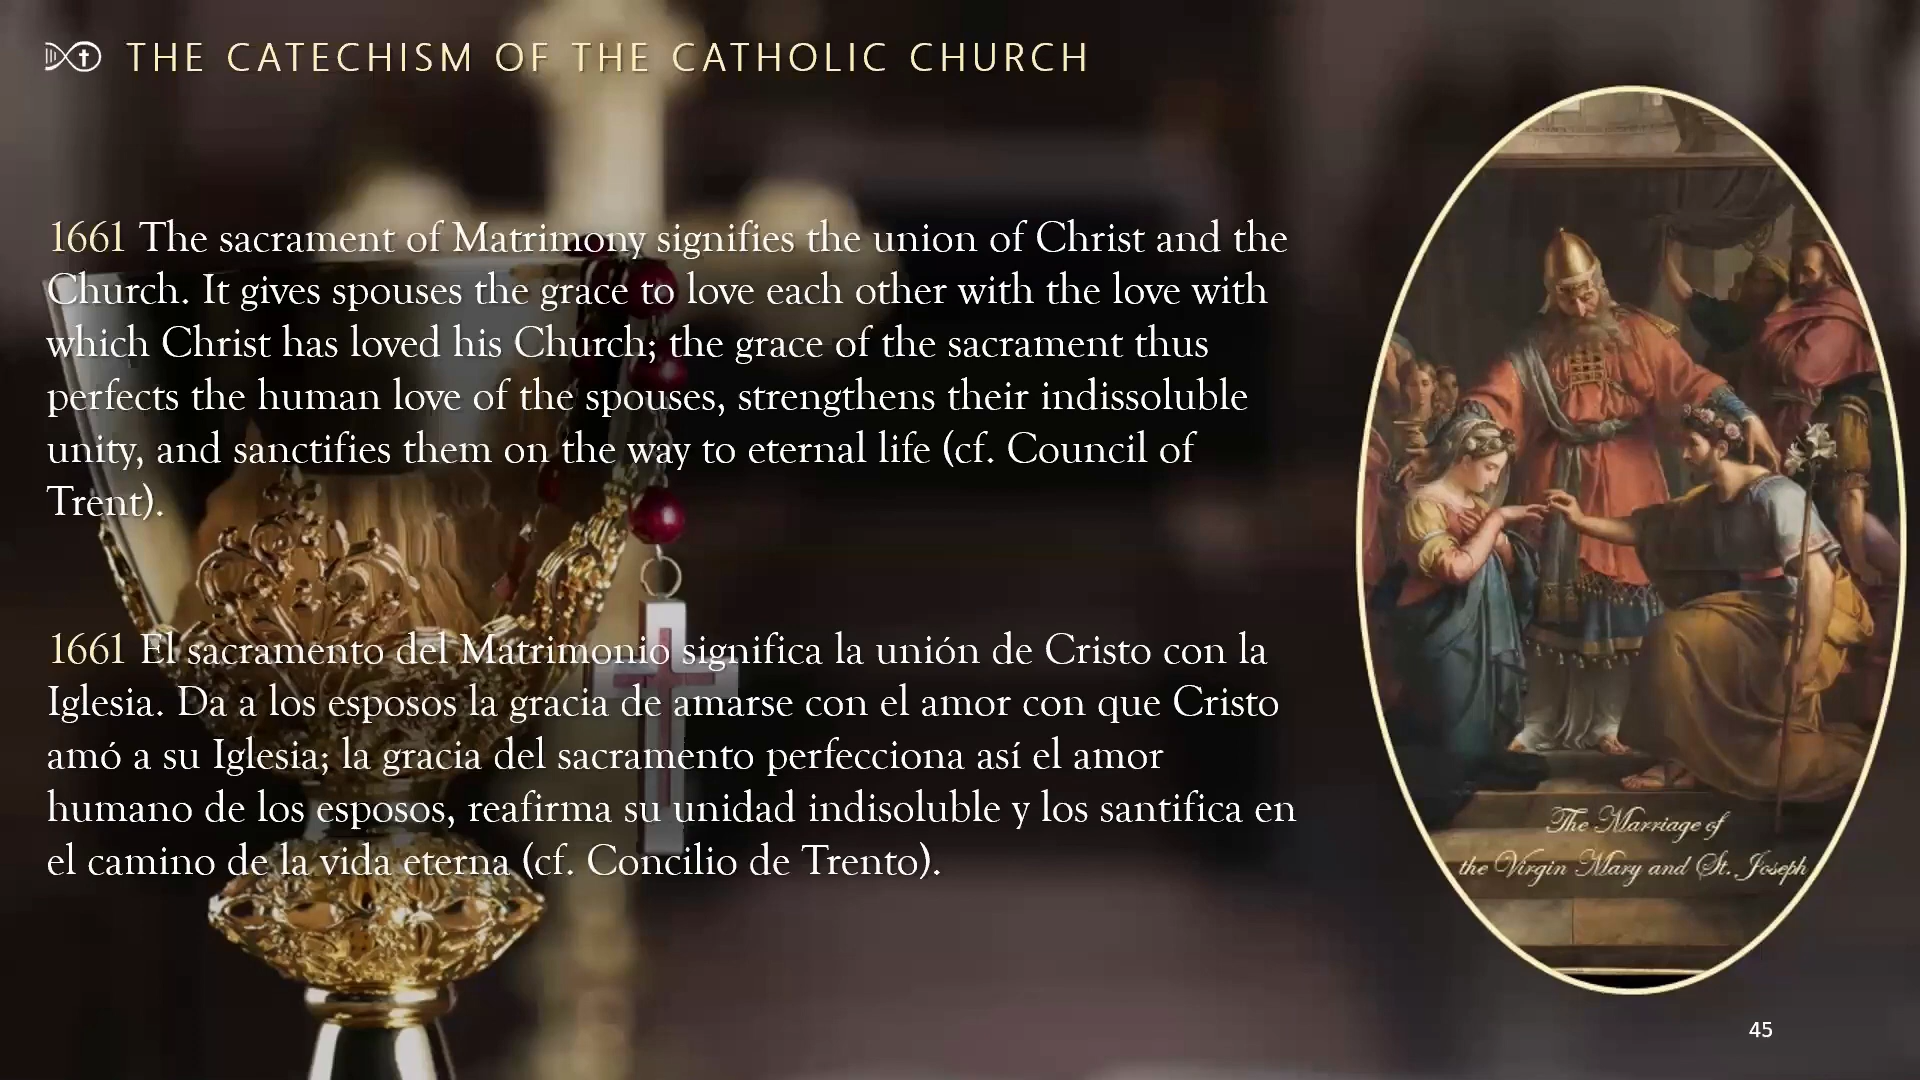 THE CATECHISM OF THE CATHOLIC CHURCH
1661 The sacrament of Matrimony signifies the union of Christ and the
Church. It gives spouses the grace to love each other with the love with
which Christ has loved his Church; the grace of the sacrament thus
perfects the human love of the spouses, strengthens their indissoluble
unity, and sanctifies them on the way to eternal life (cf. Council of
Trent).
1661 El sacramento del Matrimonio significa la unión de Cristo con la
Iglesia. Da a los esposos la gracia de amarse con el amor con que Cristo
amó a su Iglesia; la gracia del sacramento perfecciona así el amor
humano de los esposos, reafirma su unidad indisoluble y los santifica en
el camino de la vida eterna (cf. Concilio de Trento).
The Marriage of
the Virgin Mary and St. Joseph
45